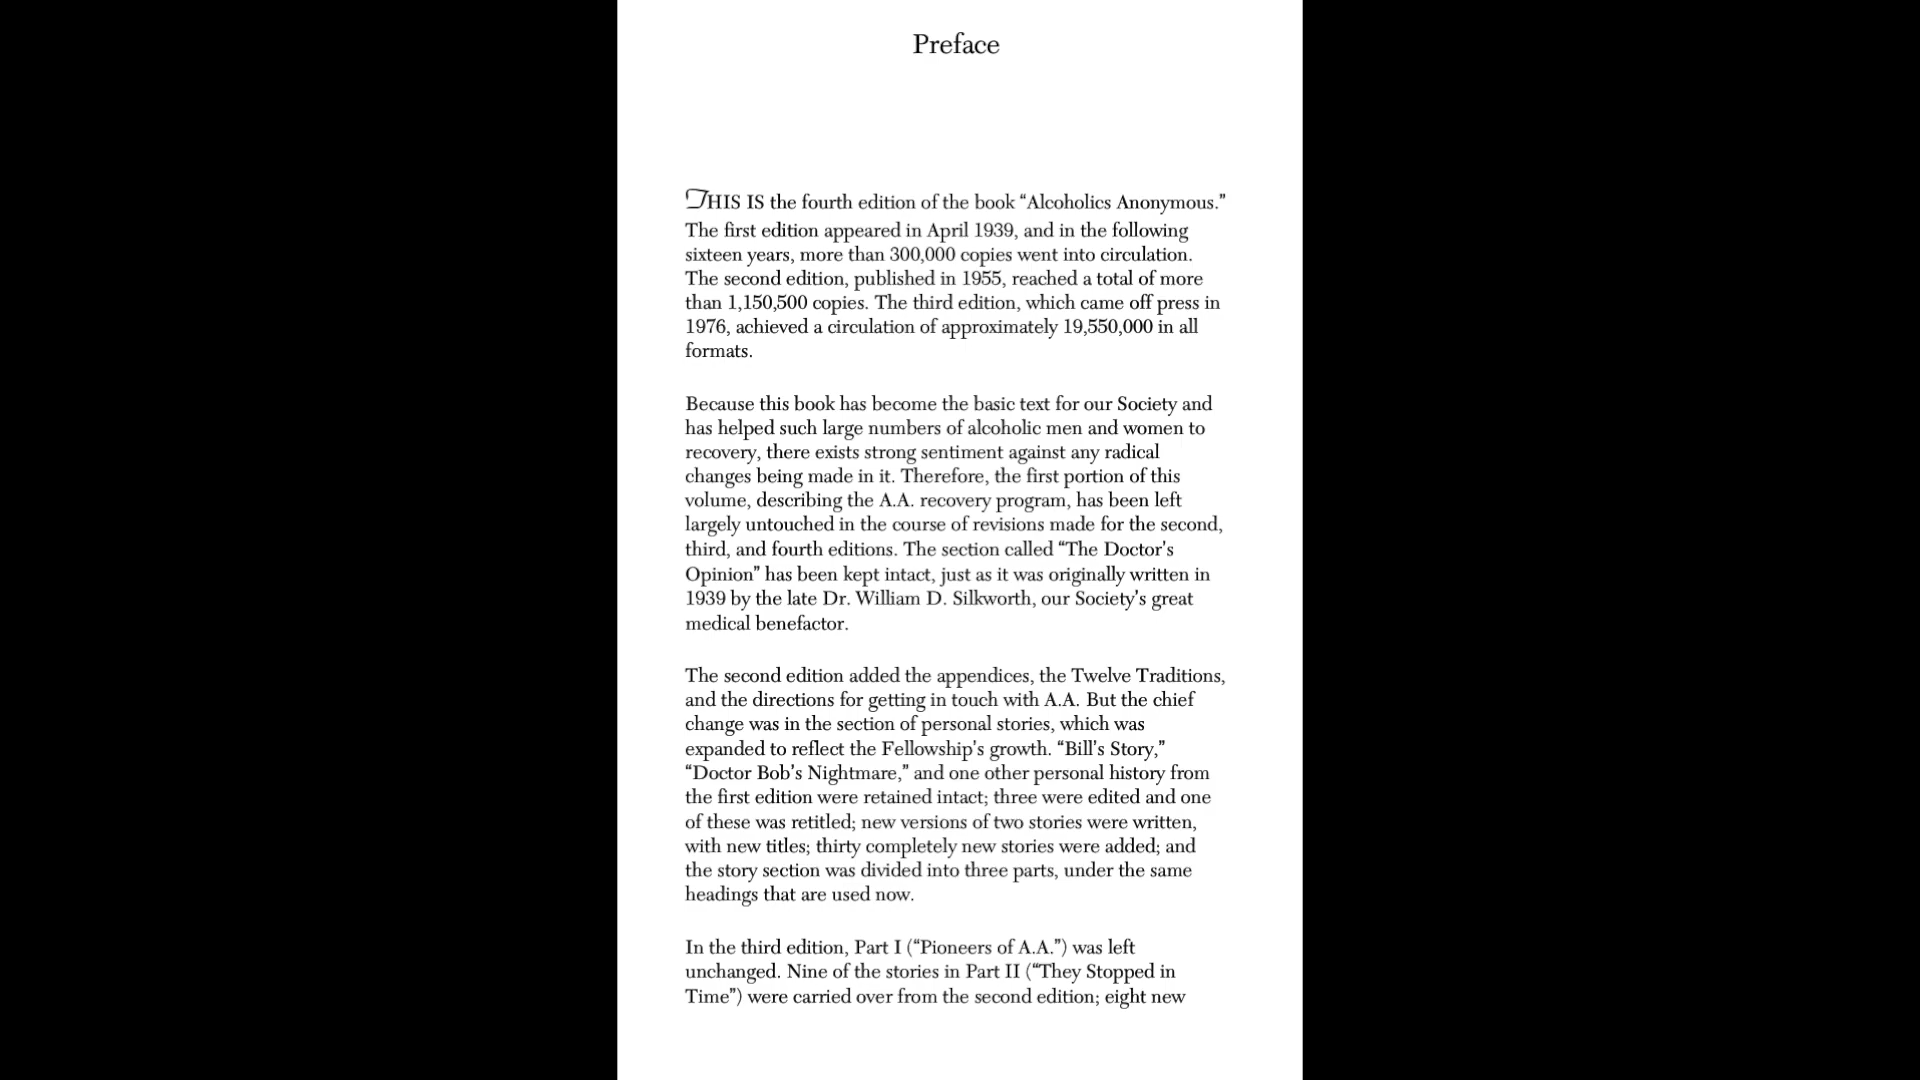 Preface
THIS IS the fourth edition of the book “Alcoholics Anonymous.”
The first edition appeared in April 1939, and in the following
sixteen years, more than 300,000 copies went into circulation.
The second edition, published in 1955, reached a total of more
than 1,150,500 copies. The third edition, which came off press in
1976, achieved a circulation of approximately 19,550,000 in all
formats.
Because this book has become the basic text for our Society and
has helped such large numbers of alcoholic men and women to
recovery, there exists strong sentiment against any radical
changes being made in it. Therefore, the first portion of this
volume, describing the A.A. recovery program, has been left
largely untouched in the course of revisions made for the second,
third, and fourth editions. The section called “The Doctor’s
Opinion” has been kept intact, just as it was originally written in
1939 by the late Dr. William D. Silkworth, our Society’s great
medical benefactor.
The second edition added the appendices, the Twelve Traditions,
and the directions for getting in touch with A.A. But the chief
change was in the section of personal stories, which was
expanded to reflect the Fellowship’s growth. “Bill’s Story,”
“Doctor Bob’s Nightmare,” and one other personal history from
the first edition were retained intact; three were edited and one
of these was retitled; new versions of two stories were written,
with new titles; thirty completely new stories were added; and
the story section was divided into three parts, under the same
headings that are used now.
In the third edition, Part I (“Pioneers of A.A.”) was left
unchanged. Nine of the stories in Part II (“They Stopped in
Time”) were carried over from the second edition; eight new